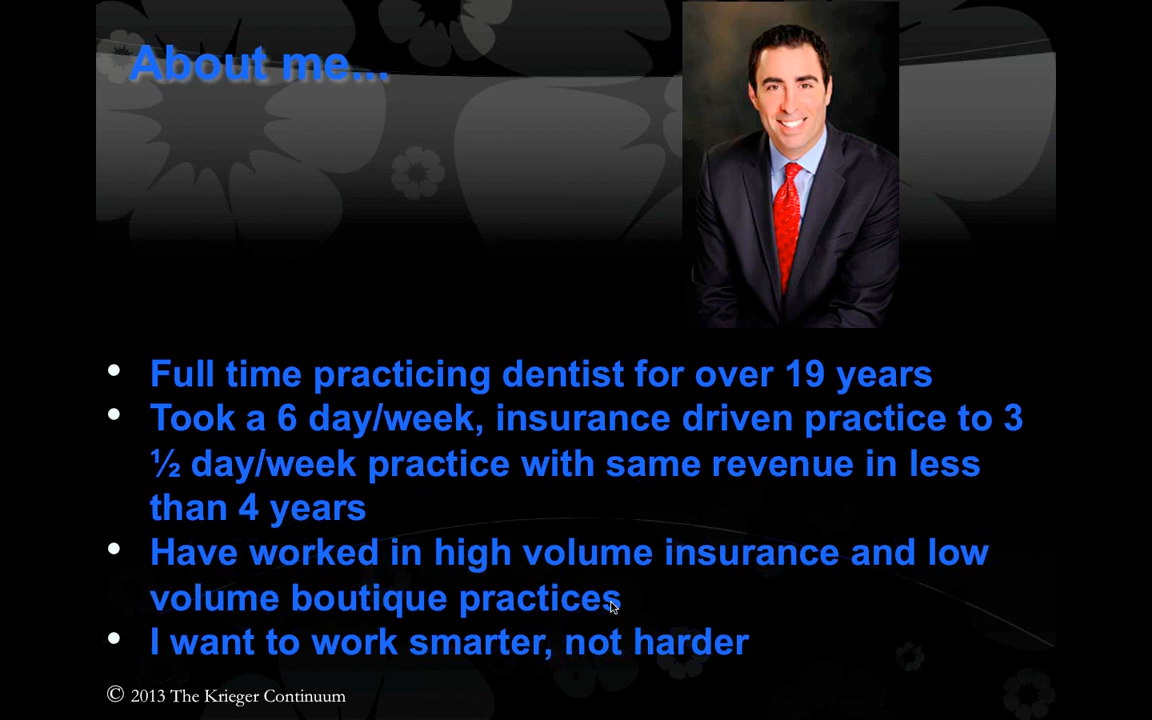 About me...
• Full time practicing dentist for over 19 years
• Took a 6 day/week, insurance driven practice to 3
½ day/week practice with same revenue in less
than 4 years
• Have worked in high volume insurance and low
volume boutique practices
• I want to work smarter, not harder
© 2013 The Krieger Continuum